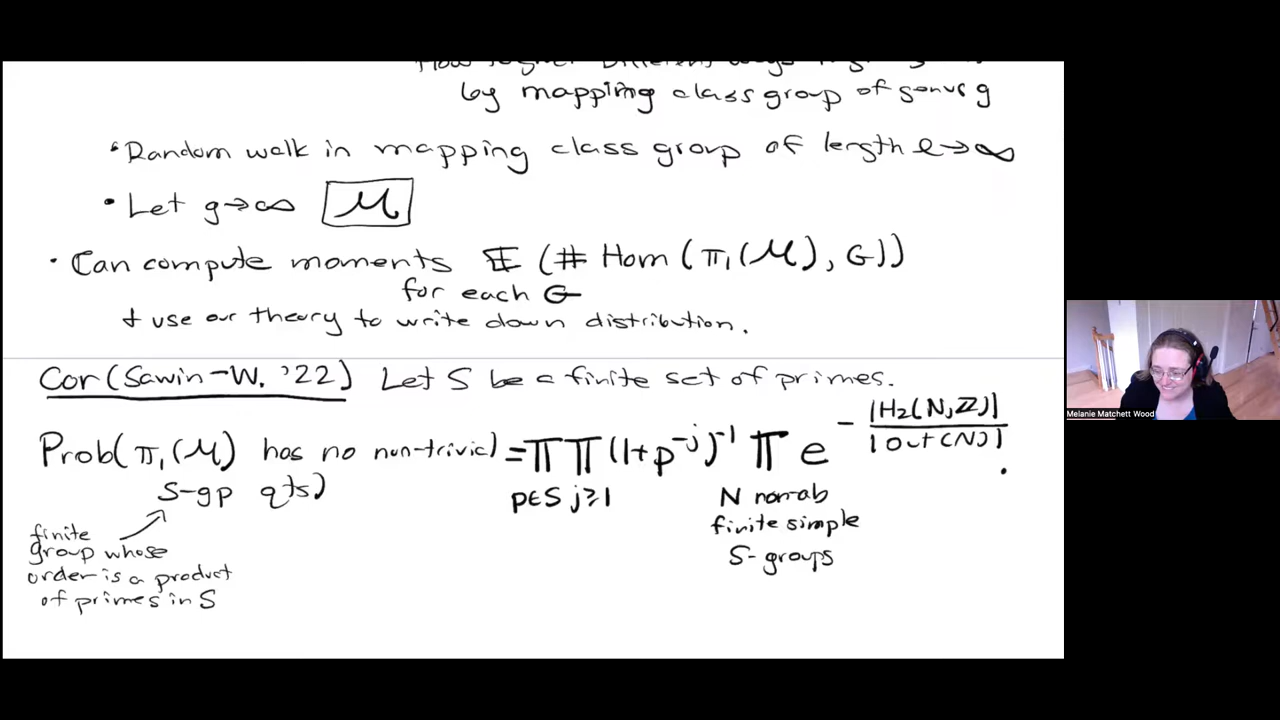 by mapping class group of genus g
• Random walk in mapping class group of length ℓ→∞
• Let g→∞ M
• Can compute moments 𝔼 (# Hom (π₁(M), G))
for each G
+ use our theory to write down distribution.
Cor (Sawin-W. '22) Let S be a finite set of primes.
Prob(π₁(M) has no non-trivial S-gp qts) = ∏_{p∈S} ∏_{j≥1} (1+p^{-j})^{-1} ∏_{N non-ab finite simple S-groups} e^{-|H₂(N,ℤ)|/|Out(N)|}.
finite
group whose
order is a product
of primes in S
Melanie Matchett Wood